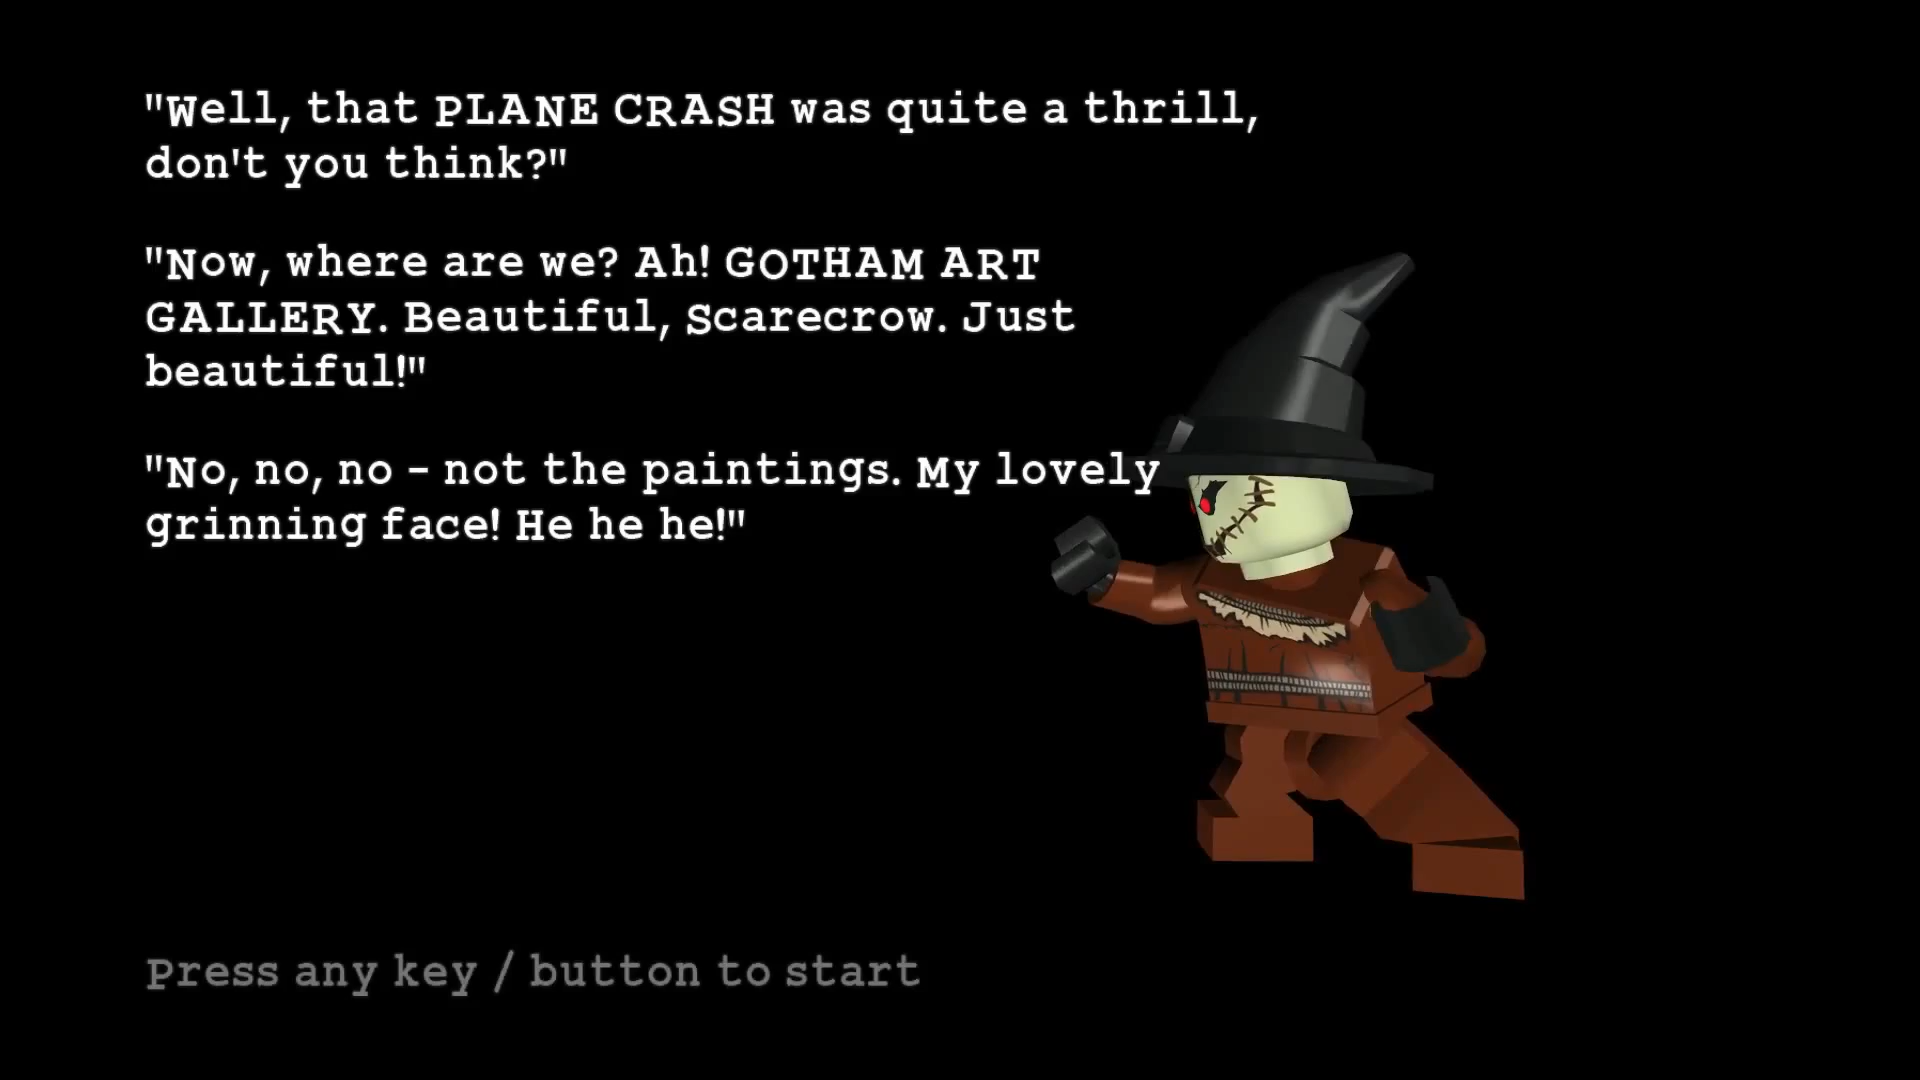 "Well, that PLANE CRASH was quite a thrill,
don't you think?"
"Now, where are we? Ah! GOTHAM ART
GALLERY. Beautiful, Scarecrow. Just
beautiful!"
"No, no, no - not the paintings. My lovely
grinning face! He he he!"
Press any key / button to start